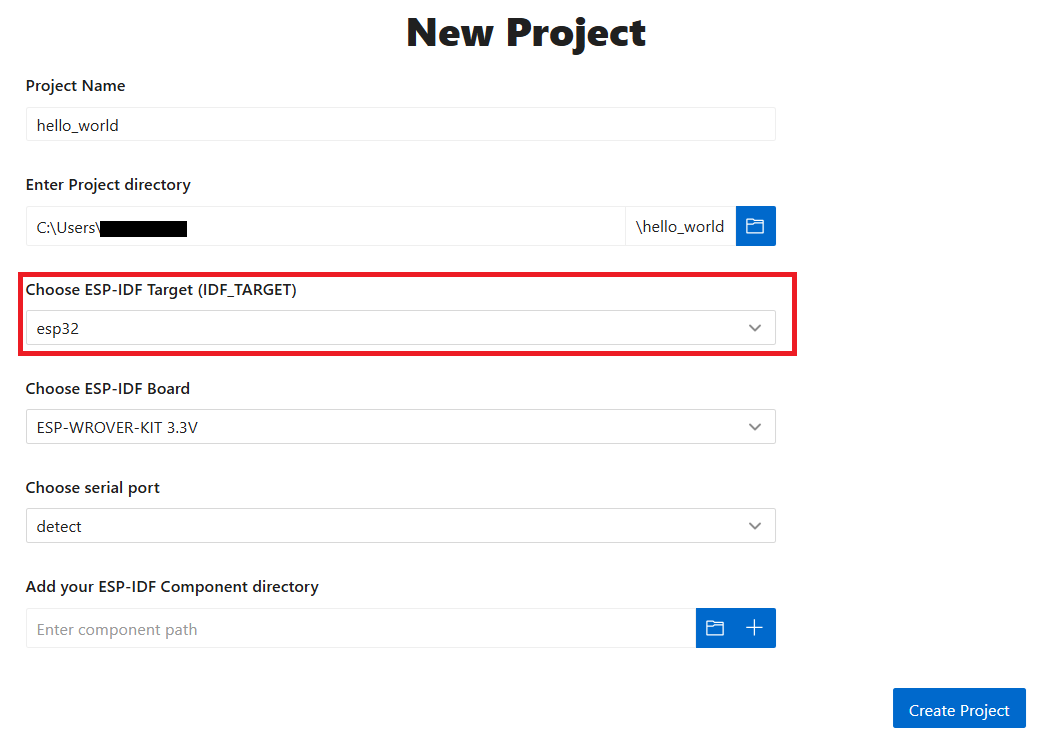 New Project
Project Name
hello_world
Enter Project directory
C:\Users\
\hello_world
Choose ESP-IDF Target (IDF_TARGET)
esp32
Choose ESP-IDF Board
ESP-WROVER-KIT 3.3V
Choose serial port
detect
Add your ESP-IDF Component directory
Enter component path
Create Project